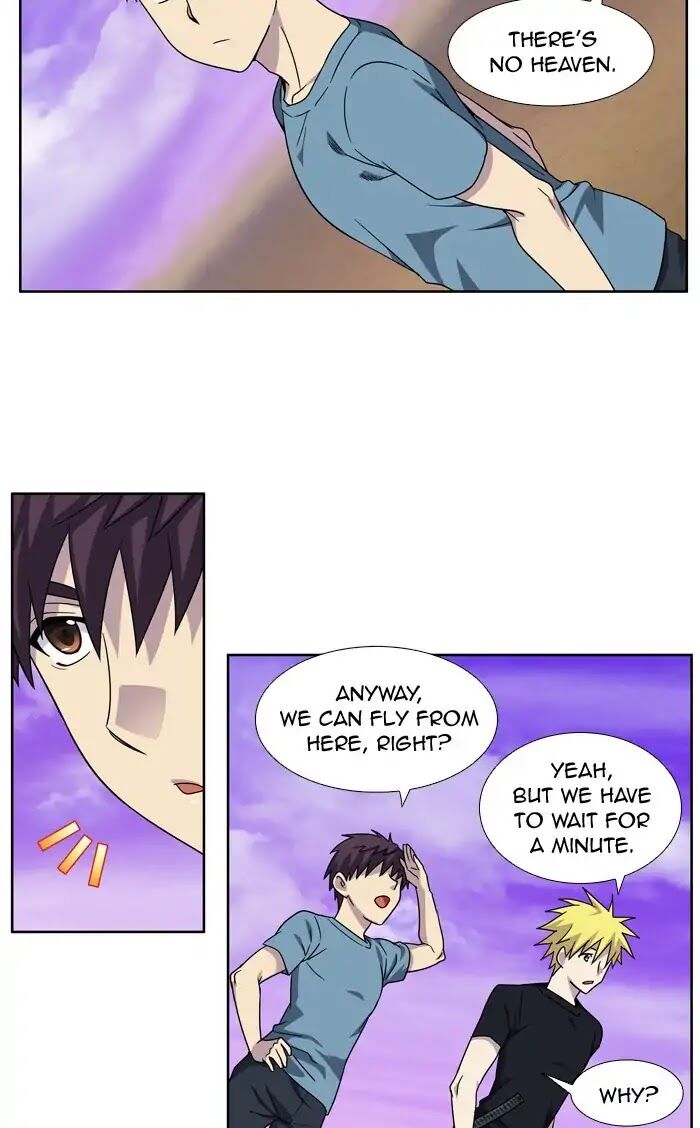 THERE'S
NO HEAVEN.
ANYWAY,
WE CAN FLY FROM
HERE, RIGHT?
YEAH,
BUT WE HAVE
TO WAIT FOR
A MINUTE.
WHY?